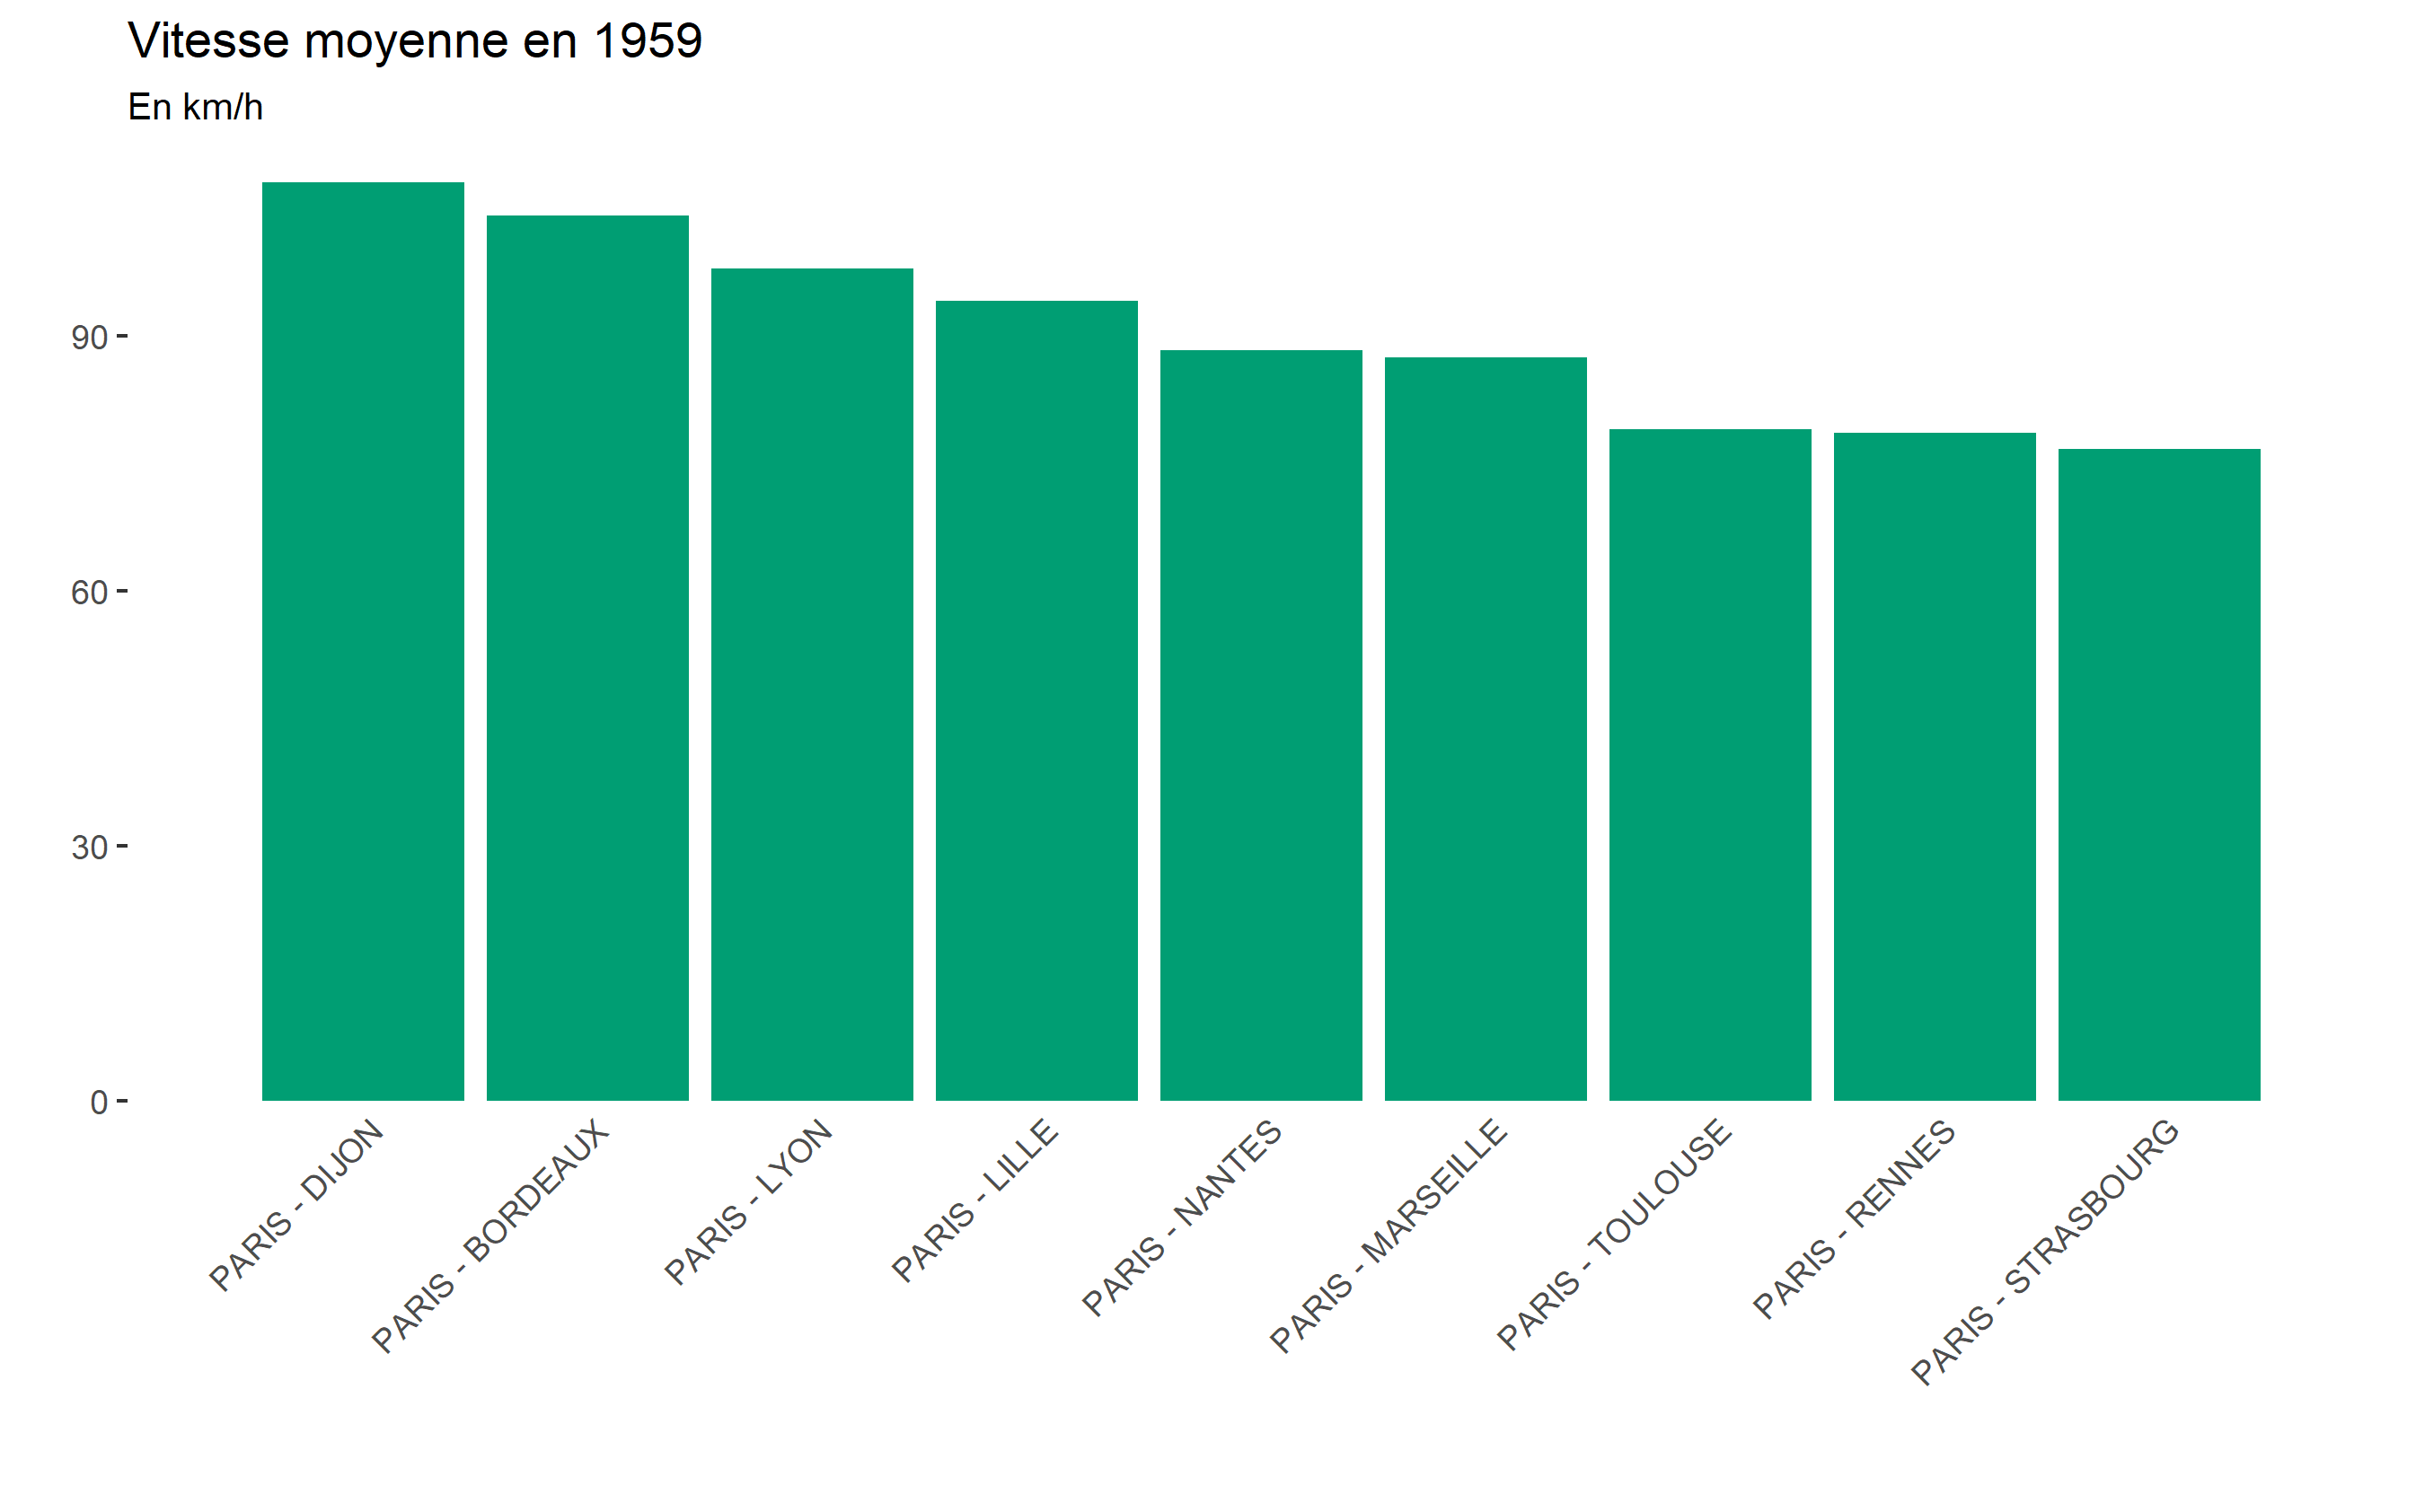 Vitesse moyenne en 1959
En km/h
90
60
30
0
PARIS - DIJON
PARIS - BORDEAUX
PARIS - LYON
PARIS - LILLE
PARIS - NANTES
PARIS - MARSEILLE
PARIS - TOULOUSE
PARIS - RENNES
PARIS - STRASBOURG